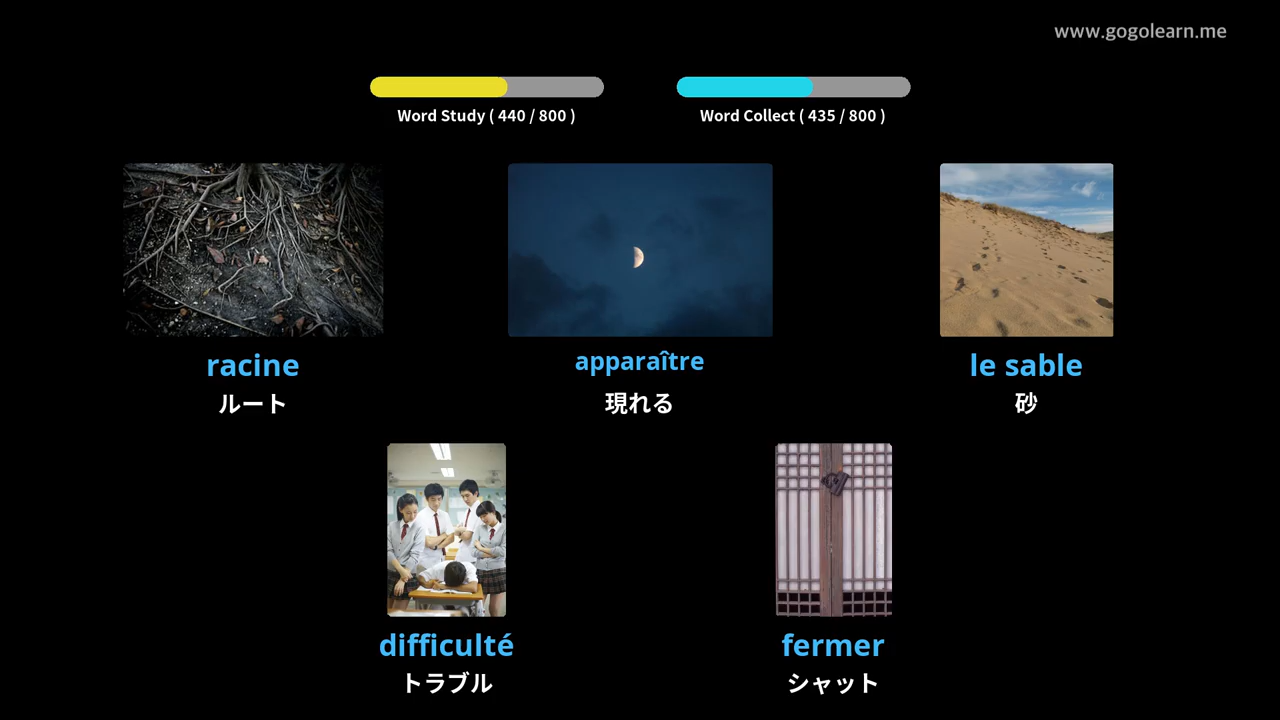 www.gogolearn.me
Word Study ( 440 / 800 )
Word Collect ( 435 / 800 )
racine
ルート
apparaître
現れる
le sable
砂
difficulté
トラブル
fermer
シャット